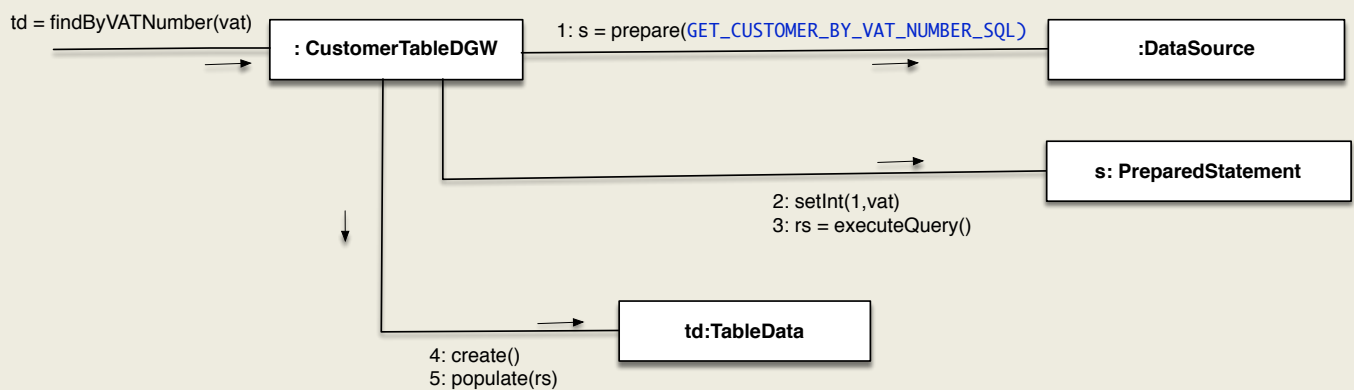 td = findByVATNumber(vat)
: CustomerTableDGW
1: s = prepare(GET_CUSTOMER_BY_VAT_NUMBER_SQL)
:DataSource
s: PreparedStatement
2: setInt(1,vat)
3: rs = executeQuery()
td:TableData
4: create()
5: populate(rs)